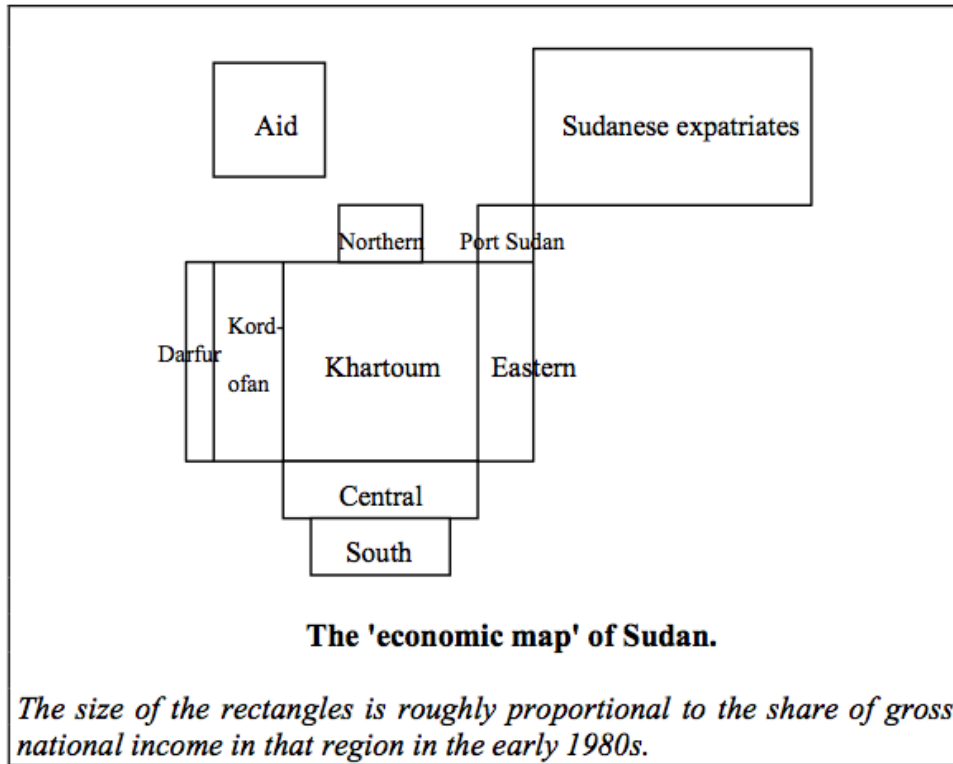 Aid
Sudanese expatriates
Northern
Port Sudan
Kord-
ofan
Darfur
Khartoum
Eastern
Central
South
The 'economic map' of Sudan.
The size of the rectangles is roughly proportional to the share of gross
national income in that region in the early 1980s.